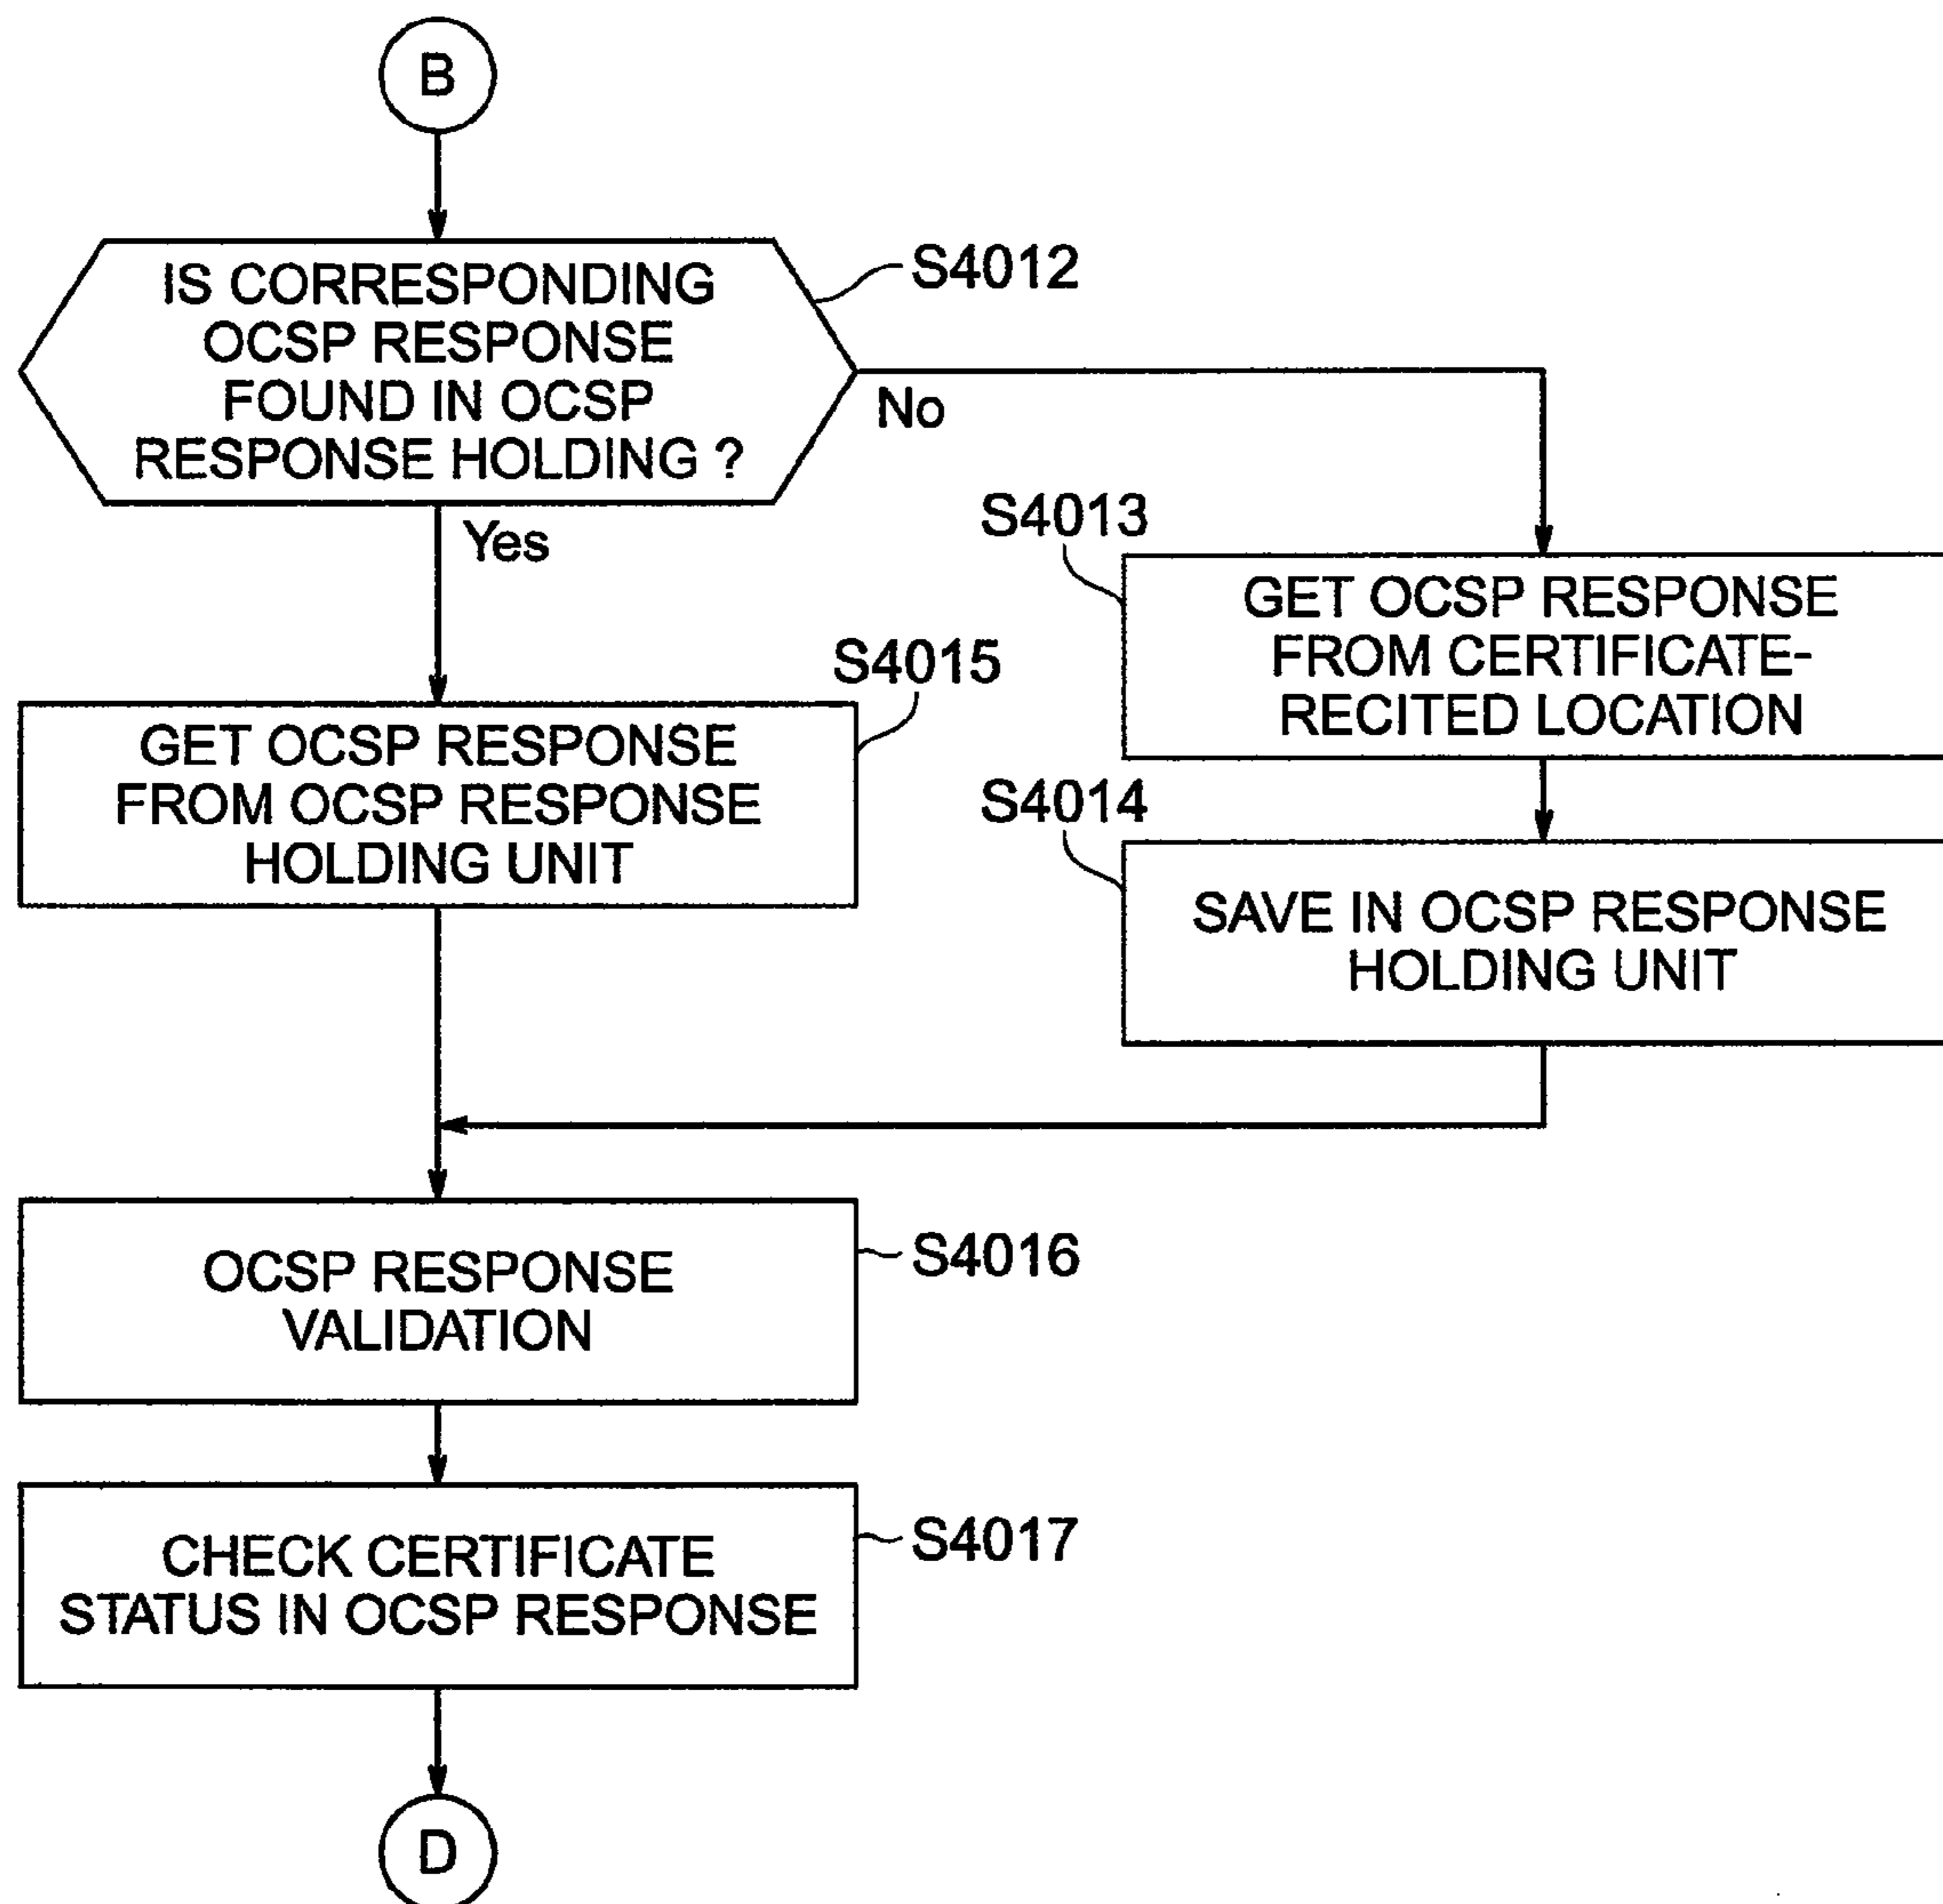 B
IS CORRESPONDING
OCSP RESPONSE
FOUND IN OCSP
RESPONSE HOLDING ?
S4012
No
Yes
S4013
GET OCSP RESPONSE
FROM CERTIFICATE-
RECITED LOCATION
S4015
GET OCSP RESPONSE
FROM OCSP RESPONSE
HOLDING UNIT
S4014
SAVE IN OCSP RESPONSE
HOLDING UNIT
OCSP RESPONSE
VALIDATION
S4016
CHECK CERTIFICATE
STATUS IN OCSP RESPONSE
S4017
D